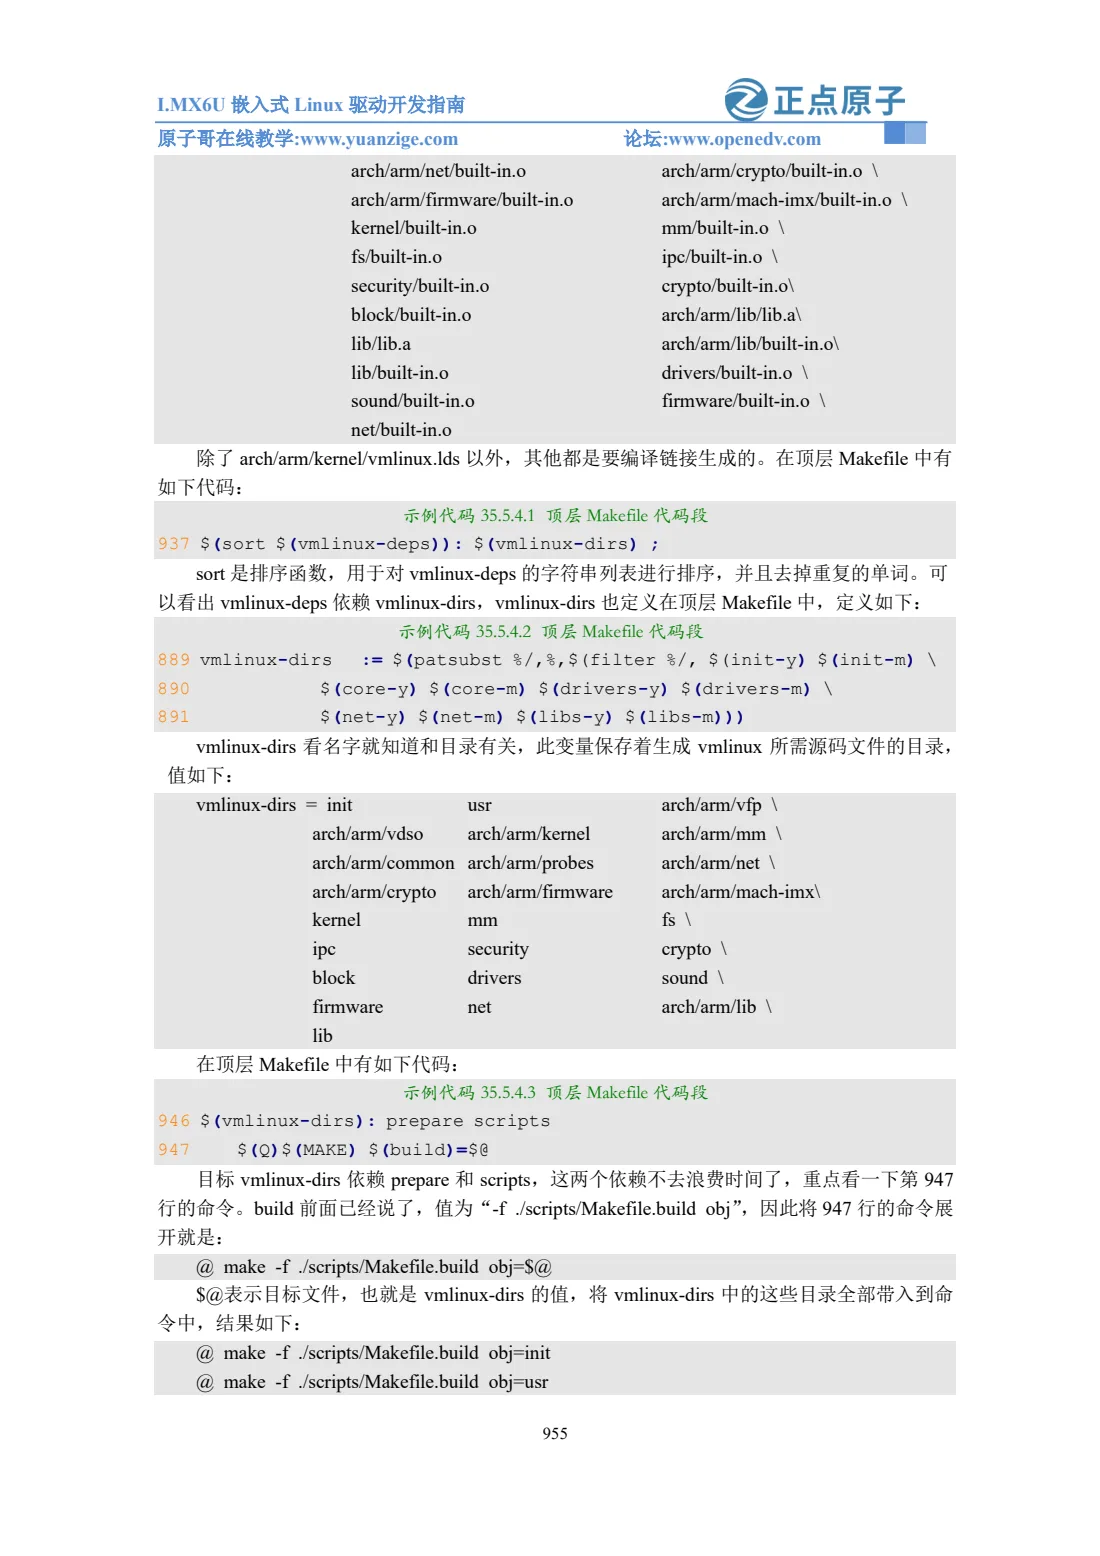 I.MX6U 嵌入式 Linux 驱动开发指南
正点原子
原子哥在线教学:www.yuanzige.com 论坛:www.openedv.com
arch/arm/net/built-in.o arch/arm/crypto/built-in.o \
arch/arm/firmware/built-in.o arch/arm/mach-imx/built-in.o \
kernel/built-in.o mm/built-in.o \
fs/built-in.o ipc/built-in.o \
security/built-in.o crypto/built-in.o\
block/built-in.o arch/arm/lib/lib.a\
lib/lib.a arch/arm/lib/built-in.o\
lib/built-in.o drivers/built-in.o \
sound/built-in.o firmware/built-in.o \
net/built-in.o
除了 arch/arm/kernel/vmlinux.lds 以外，其他都是要编译链接生成的。在顶层 Makefile 中有
如下代码：
示例代码 35.5.4.1 顶层 Makefile 代码段
937 $(sort $(vmlinux-deps)): $(vmlinux-dirs) ;
sort 是排序函数，用于对 vmlinux-deps 的字符串列表进行排序，并且去掉重复的单词。可
以看出 vmlinux-deps 依赖 vmlinux-dirs，vmlinux-dirs 也定义在顶层 Makefile 中，定义如下：
示例代码 35.5.4.2 顶层 Makefile 代码段
889 vmlinux-dirs := $(patsubst %/,%,$(filter %/, $(init-y) $(init-m) \
890 $(core-y) $(core-m) $(drivers-y) $(drivers-m) \
891 $(net-y) $(net-m) $(libs-y) $(libs-m)))
vmlinux-dirs 看名字就知道和目录有关，此变量保存着生成 vmlinux 所需源码文件的目录，
值如下：
vmlinux-dirs = init usr arch/arm/vfp \
arch/arm/vdso arch/arm/kernel arch/arm/mm \
arch/arm/common arch/arm/probes arch/arm/net \
arch/arm/crypto arch/arm/firmware arch/arm/mach-imx\
kernel mm fs \
ipc security crypto \
block drivers sound \
firmware net arch/arm/lib \
lib
在顶层 Makefile 中有如下代码：
示例代码 35.5.4.3 顶层 Makefile 代码段
946 $(vmlinux-dirs): prepare scripts
947 $(Q)$(MAKE) $(build)=$@
目标 vmlinux-dirs 依赖 prepare 和 scripts，这两个依赖不去浪费时间了，重点看一下第 947
行的命令。build 前面已经说了，值为“-f ./scripts/Makefile.build obj”，因此将 947 行的命令展
开就是：
@ make -f ./scripts/Makefile.build obj=$@
$@表示目标文件，也就是 vmlinux-dirs 的值，将 vmlinux-dirs 中的这些目录全部带入到命
令中，结果如下：
@ make -f ./scripts/Makefile.build obj=init
@ make -f ./scripts/Makefile.build obj=usr
955